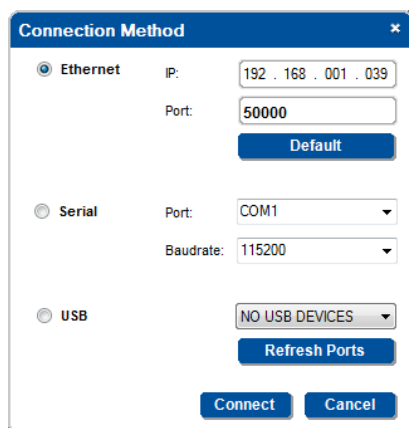 Connection Method ×
Ethernet IP: 192 . 168 . 001 . 039
Port: 50000
Default
Serial Port: COM1
Baudrate: 115200
USB NO USB DEVICES
Refresh Ports
Connect Cancel